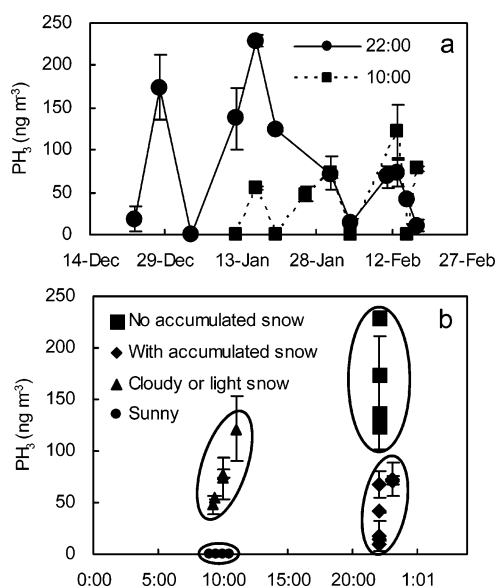 250
200
150
100
50
0
PH3 (ng m-3)
a
22:00
10:00
14-Dec 29-Dec 13-Jan 28-Jan 12-Feb 27-Feb
250
200
150
100
50
0
PH3 (ng m-3)
b
No accumulated snow
With accumulated snow
Cloudy or light snow
Sunny
0:00 5:00 10:00 15:00 20:00 1:01